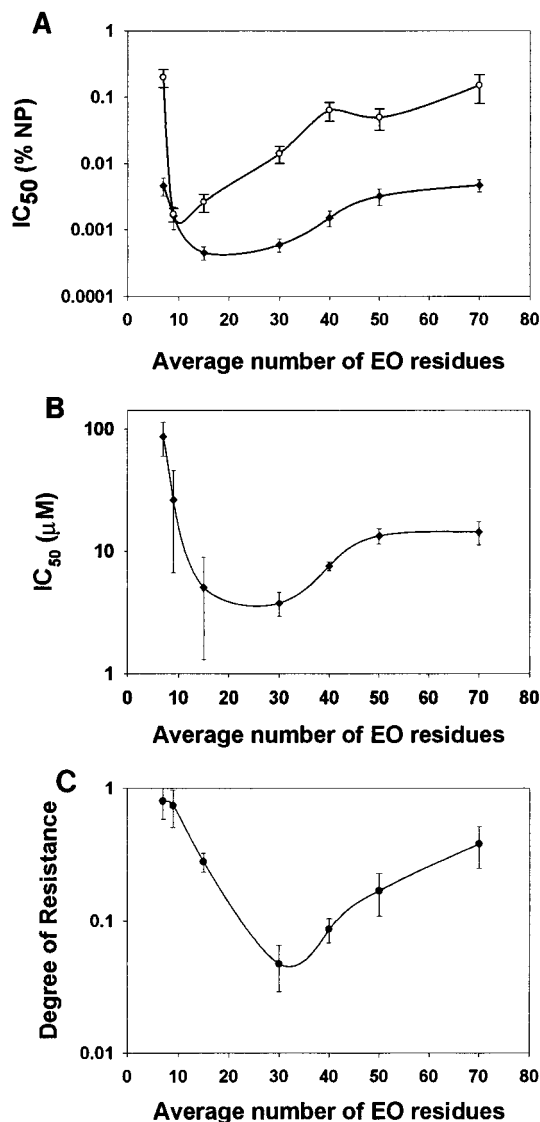 A
IC50 (% NP)
1
0.1
0.01
0.001
0.0001
0 10 20 30 40 50 60 70 80
Average number of EO residues
B
IC50 (μM)
100
10
1
0 10 20 30 40 50 60 70 80
Average number of EO residues
C
Degree of Resistance
1
0.1
0.01
0 10 20 30 40 50 60 70 80
Average number of EO residues